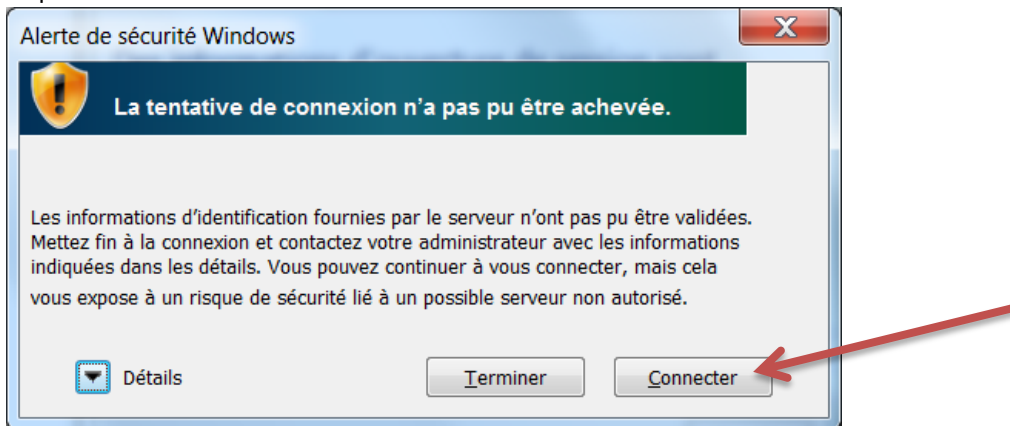 Alerte de sécurité Windows
La tentative de connexion n'a pas pu être achevée.
Les informations d'identification fournies par le serveur n'ont pas pu être validées.
Mettez fin à la connexion et contactez votre administrateur avec les informations
indiquées dans les détails. Vous pouvez continuer à vous connecter, mais cela
vous expose à un risque de sécurité lié à un possible serveur non autorisé.
Détails
Terminer
Connecter